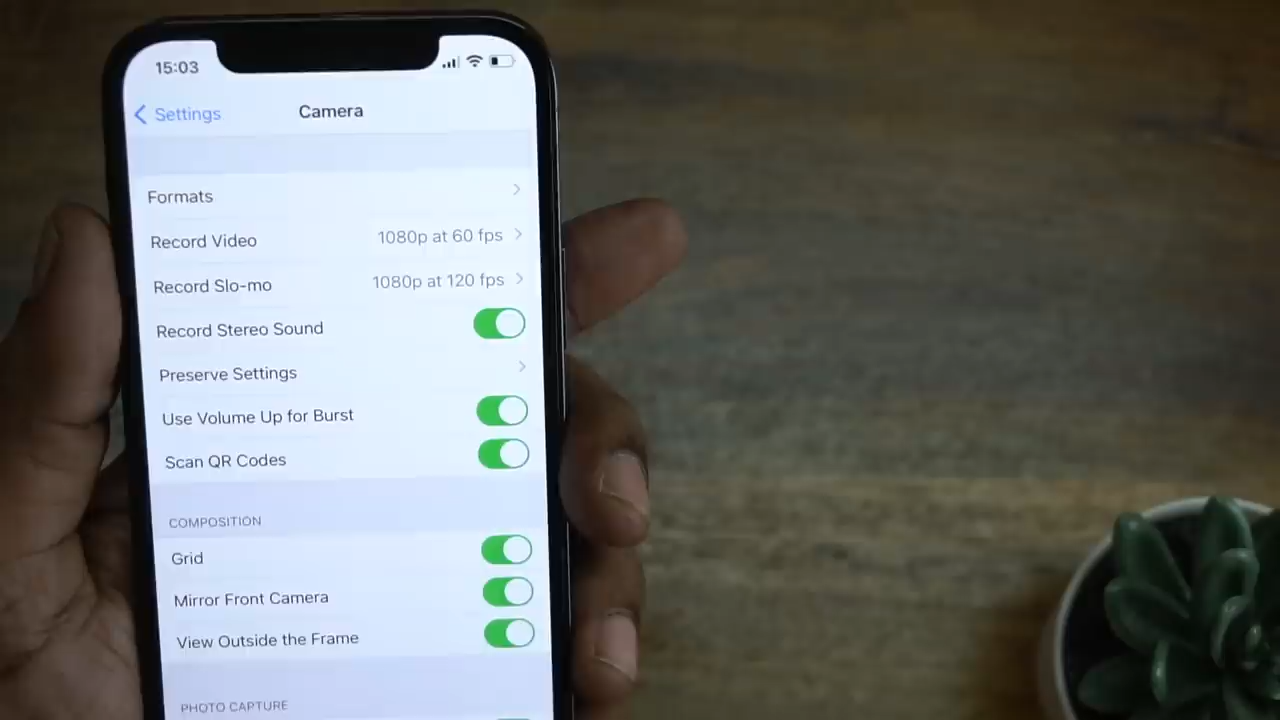 15:03
Settings
Camera
Formats
Record Video 1080p at 60 fps
Record Slo-mo 1080p at 120 fps
Record Stereo Sound
Preserve Settings
Use Volume Up for Burst
Scan QR Codes
COMPOSITION
Grid
Mirror Front Camera
View Outside the Frame
PHOTO CAPTURE